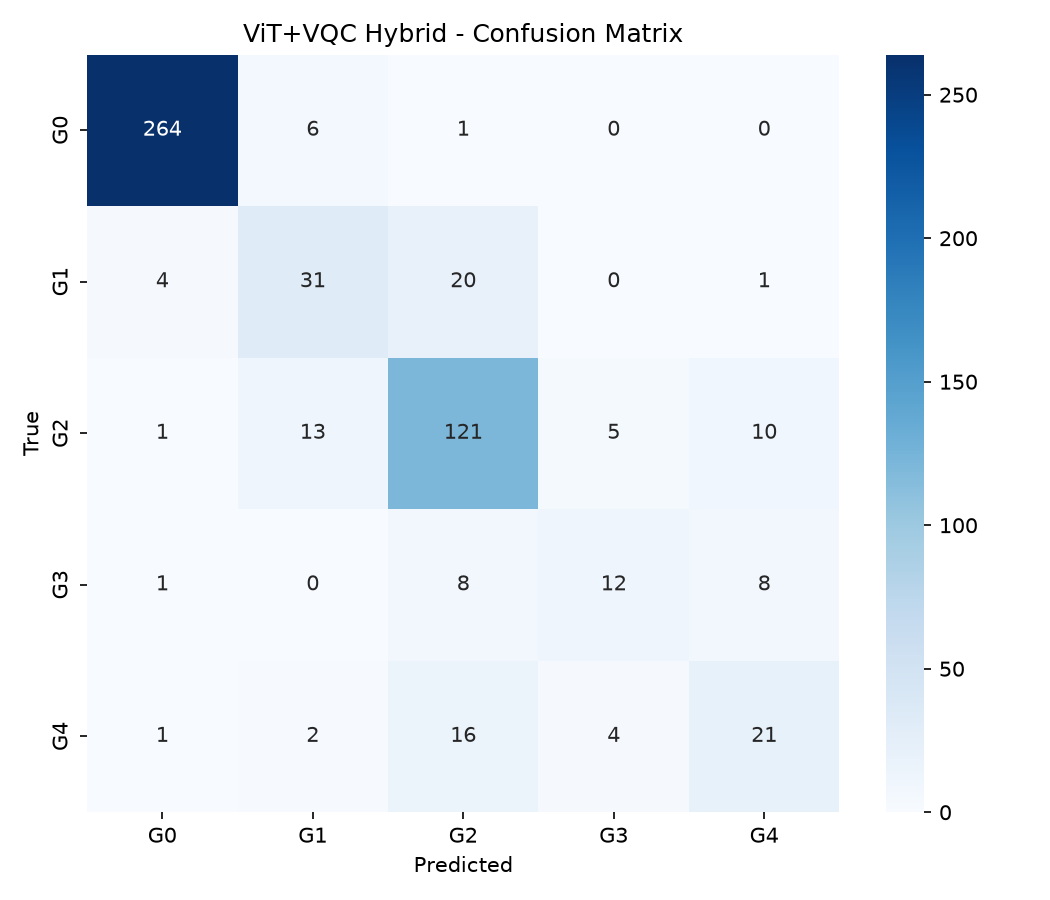 ViT+VQC Hybrid - Confusion Matrix
G0 264 6 1 0 0
G1 4 31 20 0 1
G2 1 13 121 5 10
G3 1 0 8 12 8
G4 1 2 16 4 21
True
G0 G1 G2 G3 G4
Predicted
250
200
150
100
50
0